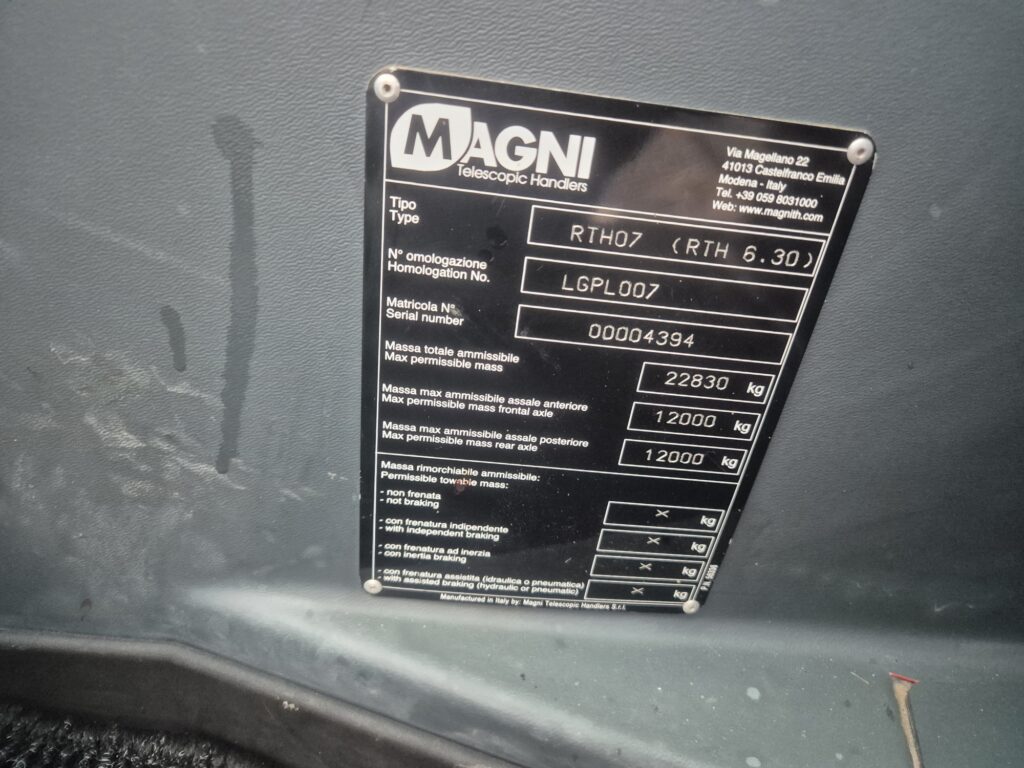 MAGNI
Telescopic Handlers
Via Magellano 22
41013 Castelfranco Emilia
Modena - Italy
Tel. +39 059 8031000
Web: www.magnith.com
Tipo
Type
RTH07 (RTH 6.30)
N° omologazione
Homologation No.
LGPL007
Matricola N°
Serial number
00004394
Massa totale ammissibile
Max permissible mass
22830 kg
Massa max ammissibile assale anteriore
Max permissible mass frontal axle
12000 kg
Massa max ammissibile assale posteriore
Max permissible mass rear axle
12000 kg
Massa rimorchiabile ammissibile:
Permissible towable mass:
- non frenata
- not braking
X kg
- con frenatura indipendente
- with independent braking
X kg
- con frenatura ad inerzia
- con inertia braking
X kg
- con frenatura assistita (idraulica o pneumatica)
- with assisted braking (hydraulic or pneumatic)
X kg
Manufactured in Italy by: Magni Telescopic Handlers S.r.l.